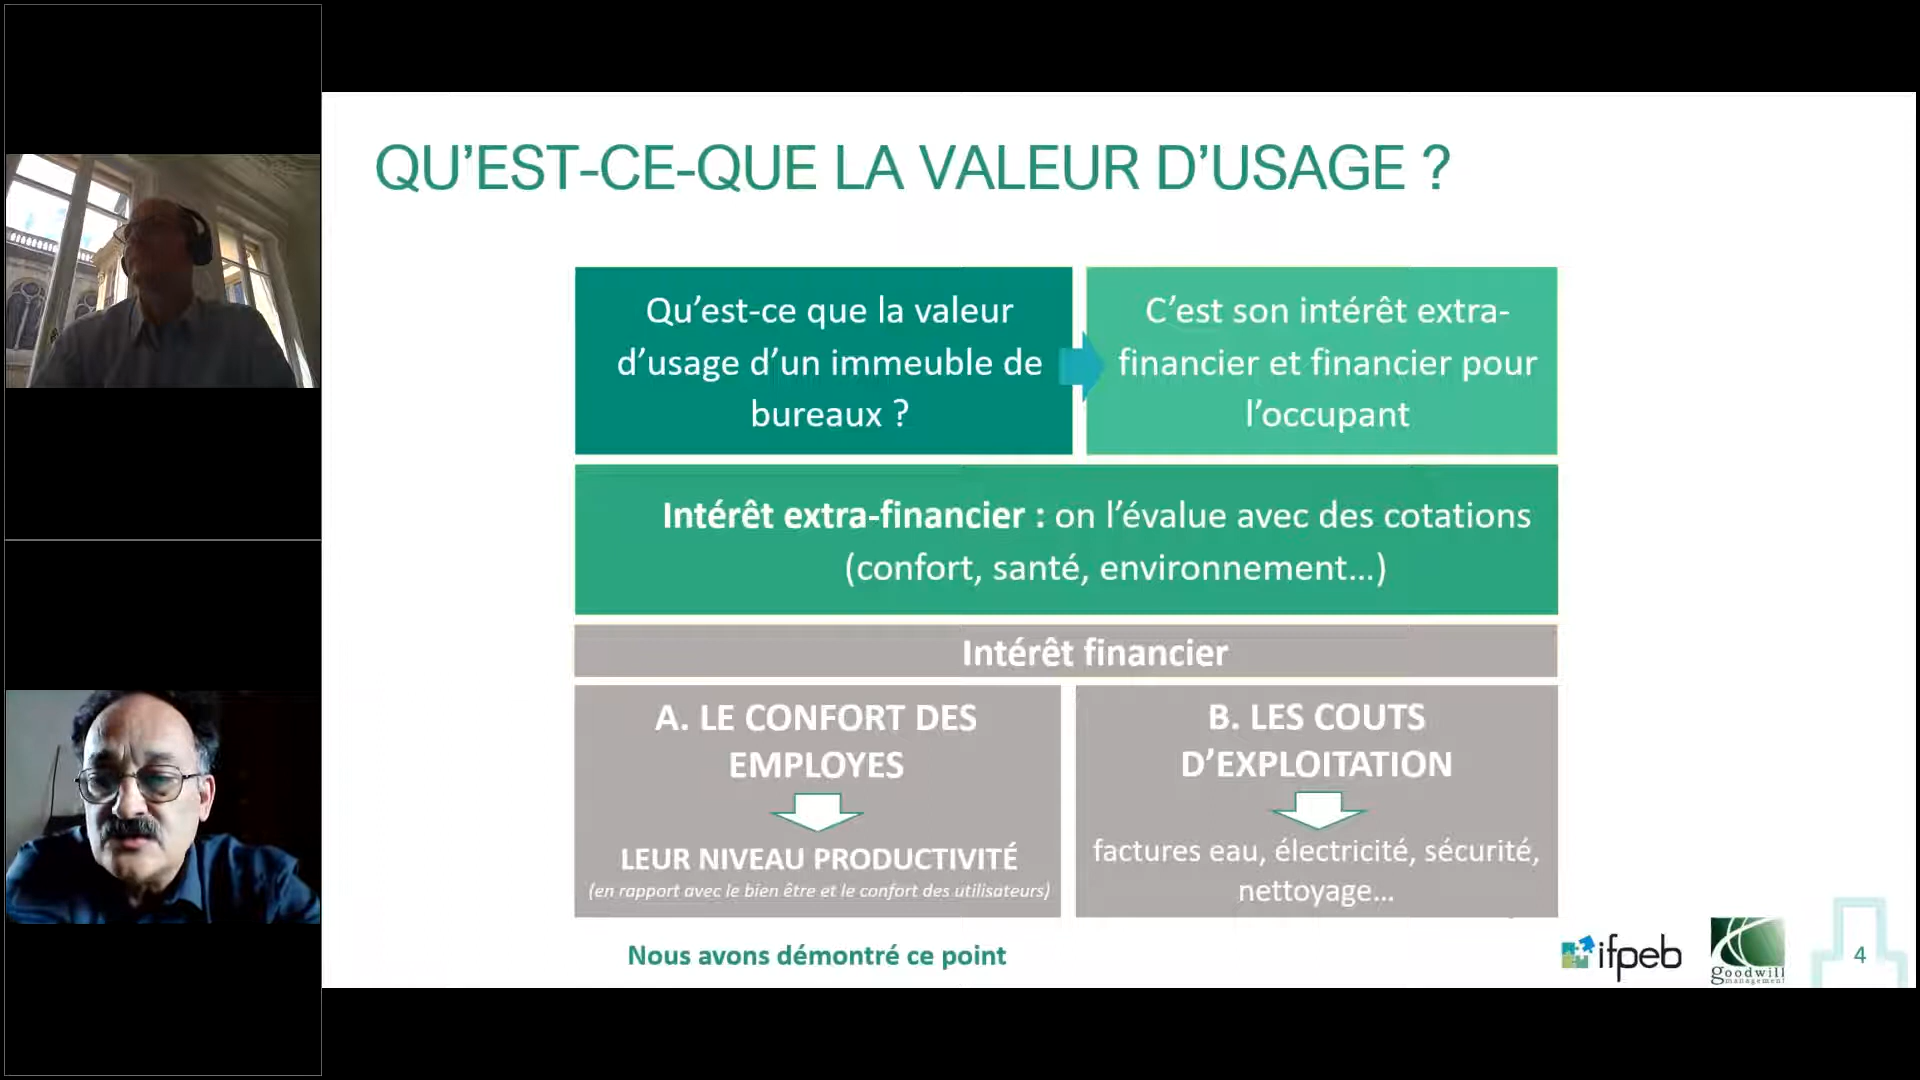 QU’EST-CE-QUE LA VALEUR D’USAGE ?
Qu’est-ce que la valeur
d’usage d’un immeuble de
bureaux ?
C’est son intérêt extra-
financier et financier pour
l’occupant
Intérêt extra-financier : on l’évalue avec des cotations
(confort, santé, environnement...)
Intérêt financier
A. LE CONFORT DES
EMPLOYES
LEUR NIVEAU PRODUCTIVITÉ
(en rapport avec le bien être et le confort des utilisateurs)
B. LES COUTS
D’EXPLOITATION
factures eau, électricité, sécurité,
nettoyage...
Nous avons démontré ce point
ifpeb
goodwill
management
4